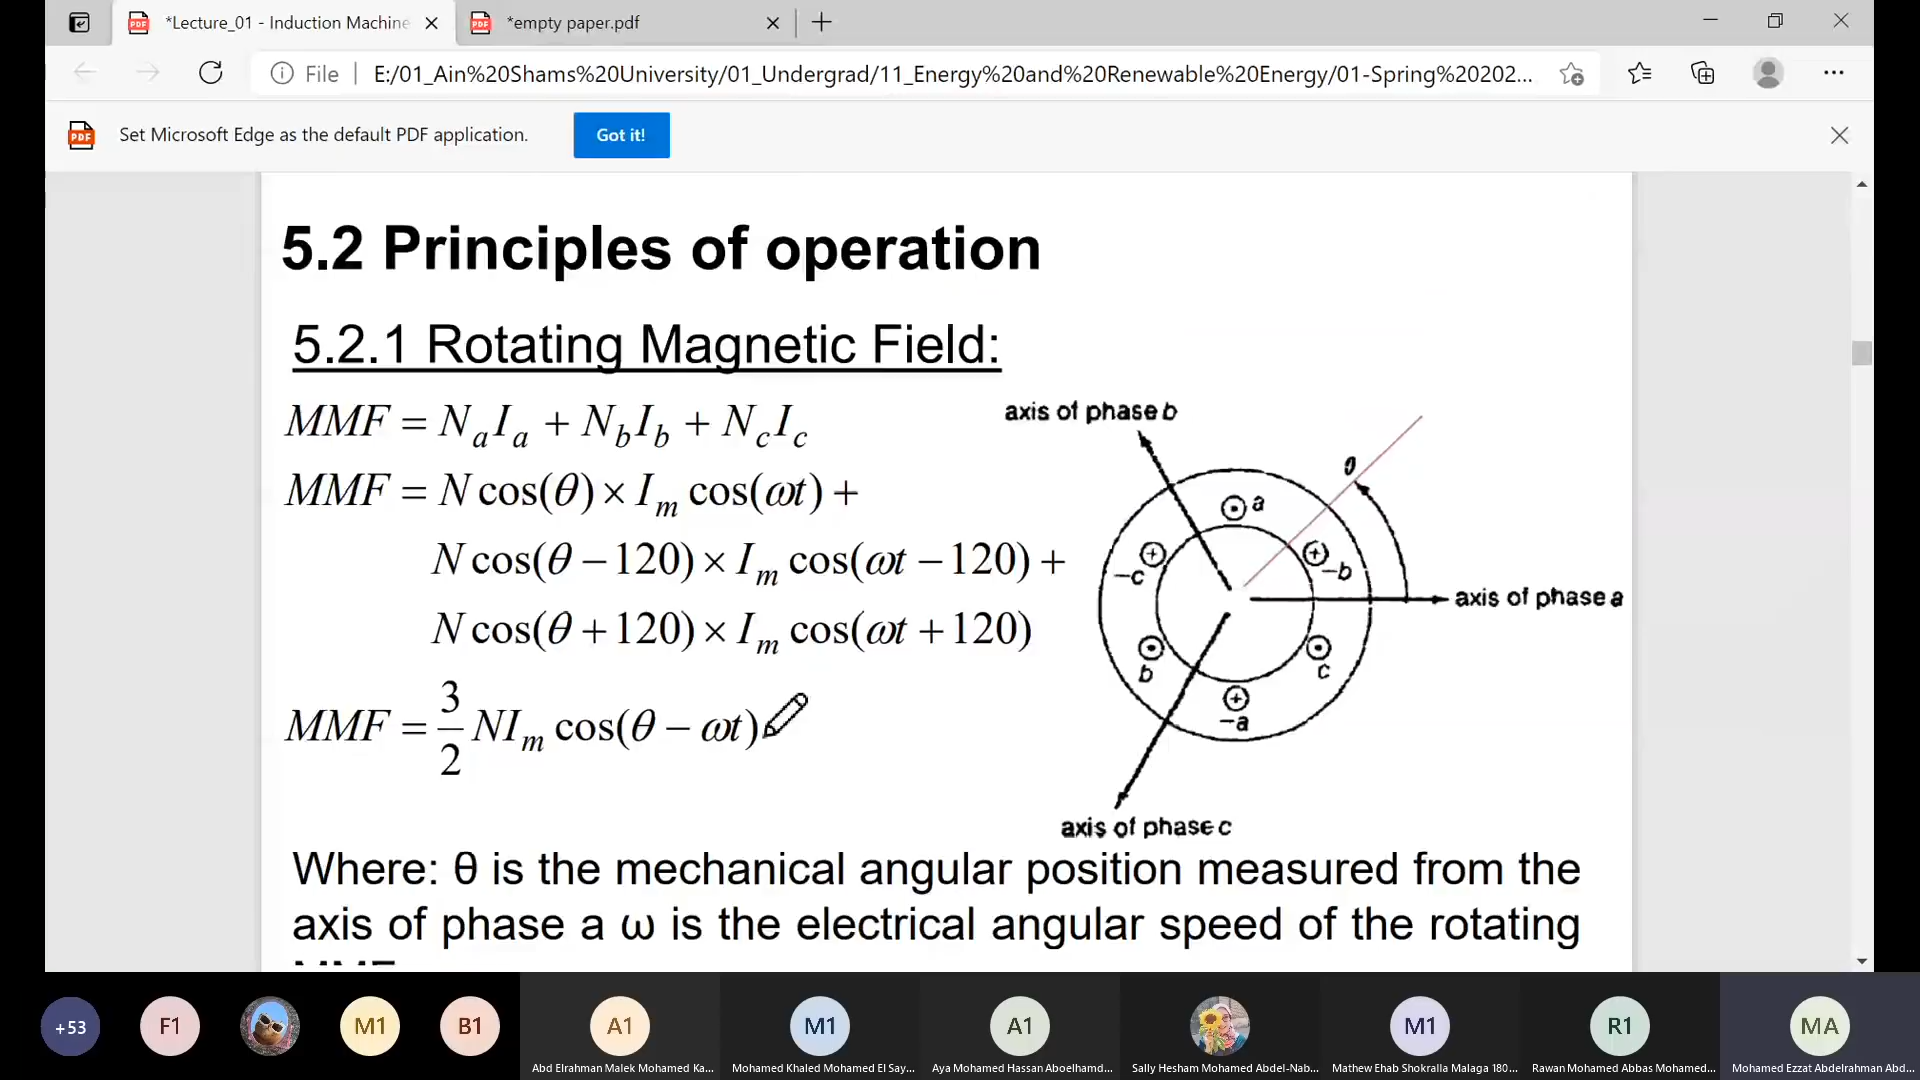 *Lecture_01 - Induction Machine
*empty paper.pdf
File
E:/01_Ain%20Shams%20University/01_Undergrad/11_Energy%20and%20Renewable%20Energy/01-Spring%20202...
PDF
Set Microsoft Edge as the default PDF application.
Got it!
5.2 Principles of operation
5.2.1 Rotating Magnetic Field:
MMF = N_a I_a + N_b I_b + N_c I_c
MMF = N cos(θ) × I_m cos(ωt) +
N cos(θ − 120) × I_m cos(ωt − 120) +
N cos(θ + 120) × I_m cos(ωt + 120)
MMF = 3/2 NI_m cos(θ − ωt)
axis of phase b
θ
a
-c
-b
axis of phase a
b
c
-a
axis of phase c
Where: θ is the mechanical angular position measured from the
axis of phase a ω is the electrical angular speed of the rotating
+53
F1
M1
B1
A1
M1
A1
M1
R1
MA
Abd Elrahman Malek Mohamed Ka...
Mohamed Khaled Mohamed El Say...
Aya Mohamed Hassan Aboelhamd...
Sally Hesham Mohamed Abdel-Nab...
Mathew Ehab Shokralla Malaga 180...
Rawan Mohamed Abbas Mohamed...
Mohamed Ezzat Abdelrahman Abd...